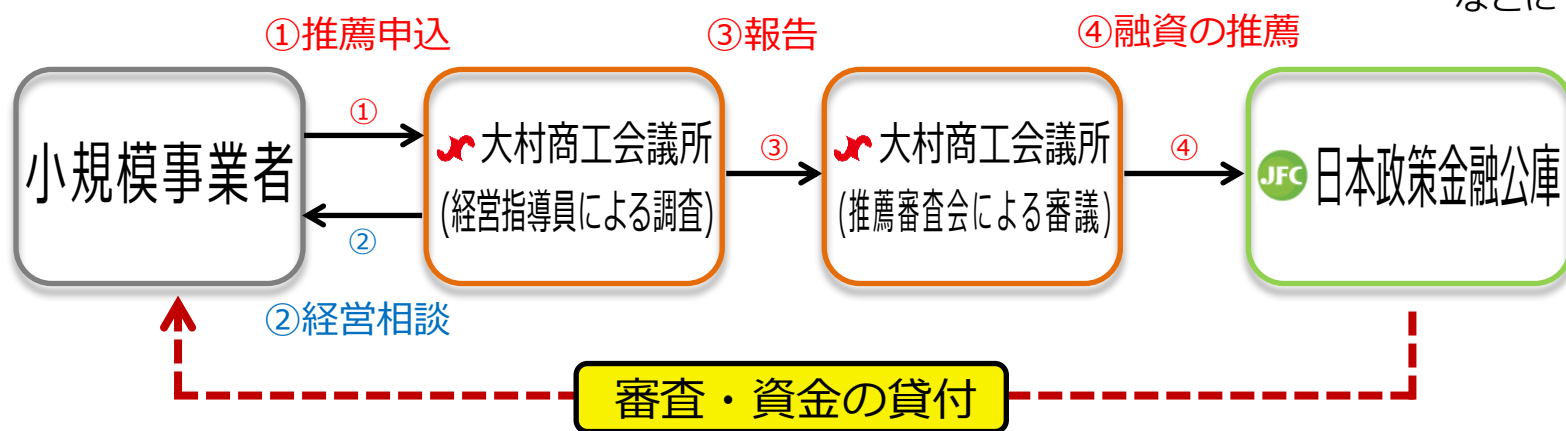 などに
①推薦申込
③報告
④融資の推薦
小規模事業者
①
②
大村商工会議所
(経営指導員による調査)
③
大村商工会議所
(推薦審査会による審議)
④
JFC 日本政策金融公庫
②経営相談
審査・資金の貸付